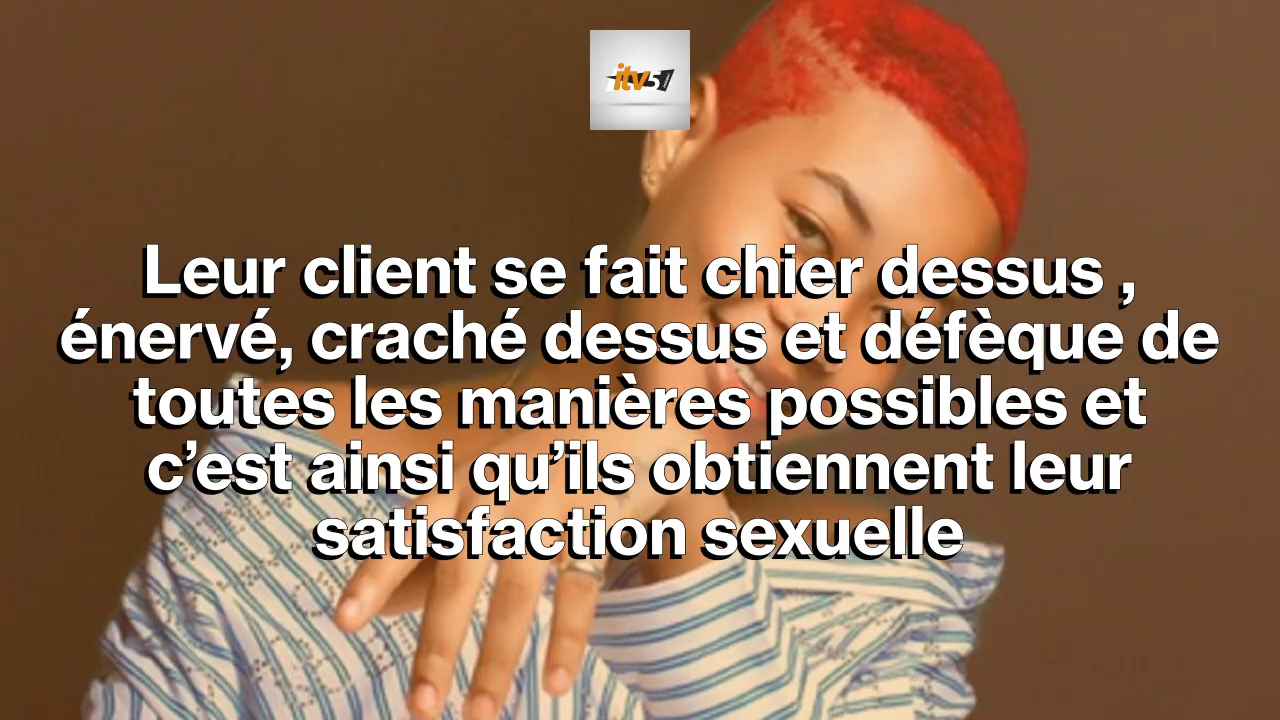 itv51
Leur client se fait chier dessus ,
énervé, craché dessus et défèque de
toutes les manières possibles et
c’est ainsi qu’ils obtiennent leur
satisfaction sexuelle